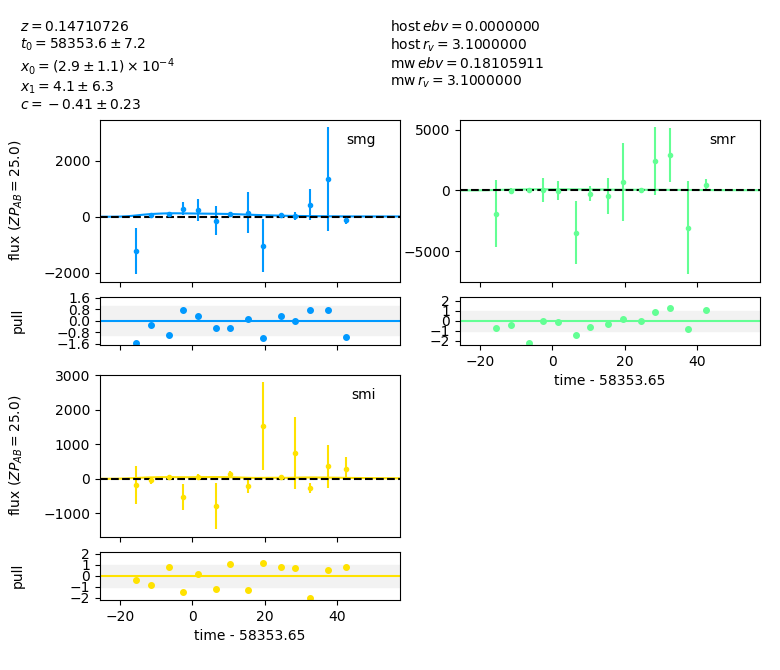 z = 0.14710726
t₀ = 58353.6 ± 7.2
x₀ = (2.9 ± 1.1) × 10⁻⁴
x₁ = 4.1 ± 6.3
c = −0.41 ± 0.23
host ebv = 0.0000000
host r_v = 3.1000000
mw ebv = 0.18105911
mw r_v = 3.1000000
flux (ZP_AB = 25.0)
2000
0
−2000
smg
5000
0
−5000
smr
pull
1.6
0.8
0.0
−0.8
−1.6
2
1
0
−1
−2
−20 0 20 40
time - 58353.65
flux (ZP_AB = 25.0)
3000
2000
1000
0
−1000
smi
pull
2
1
0
−1
−2
−20 0 20 40
time - 58353.65